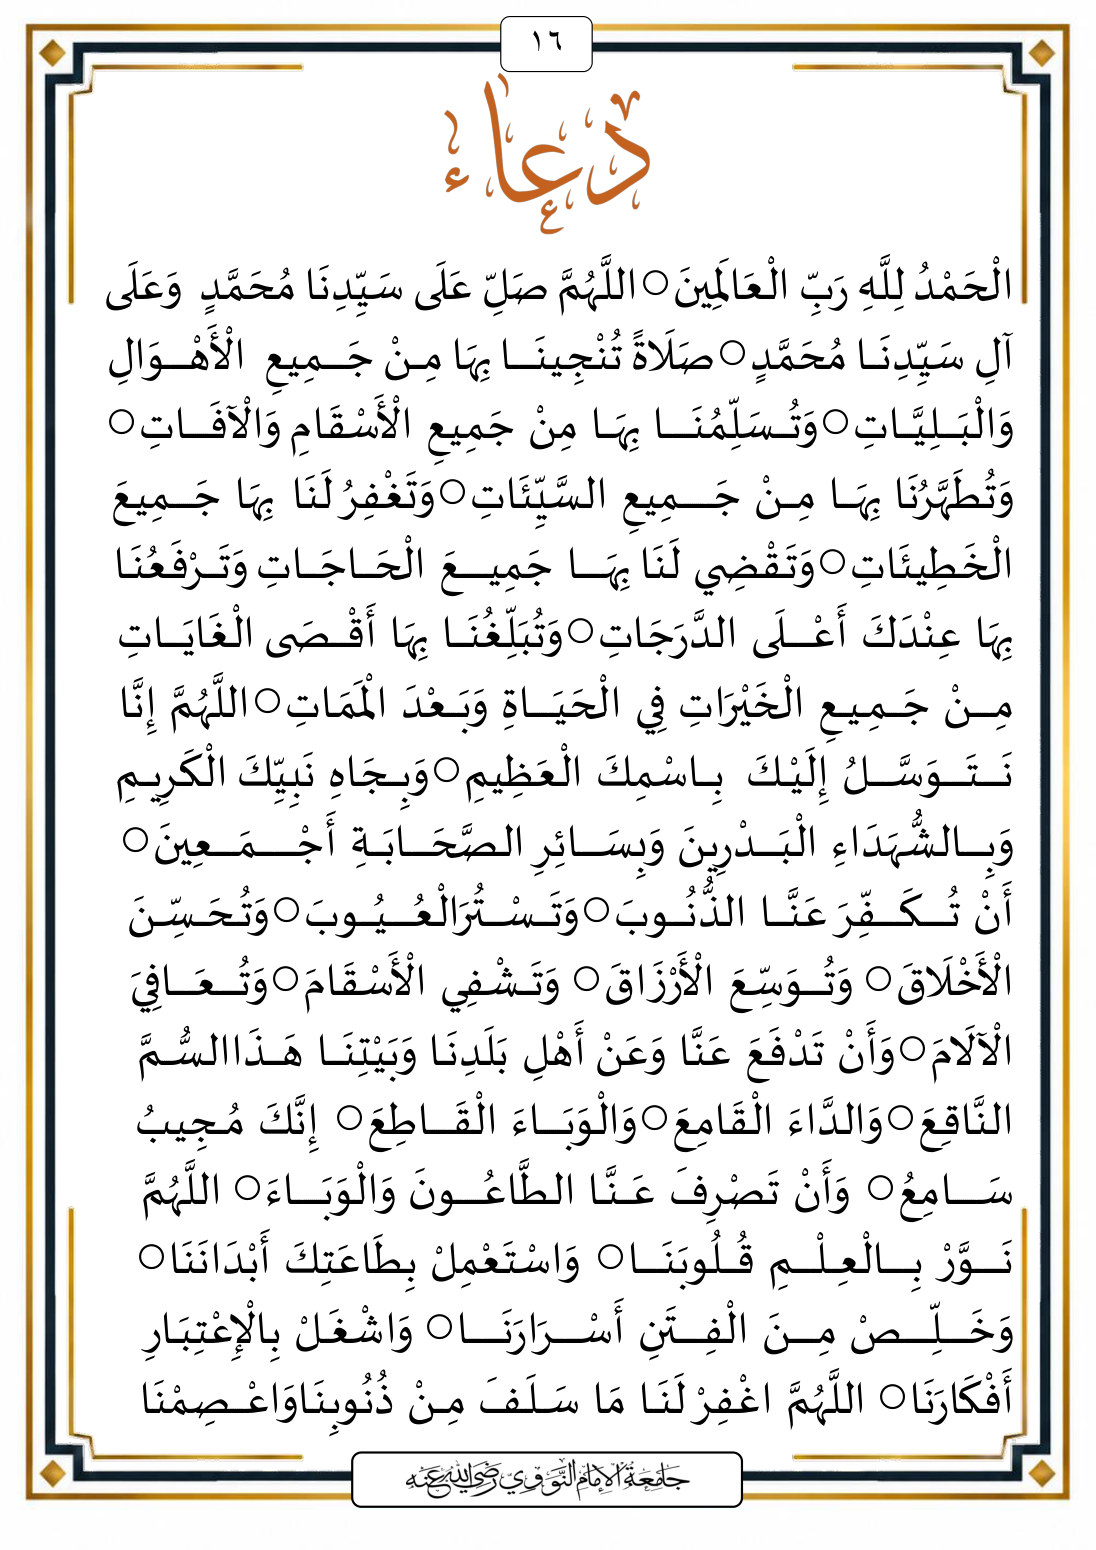 ١٦
دعاء
الْحَمْدُ لِلَّهِ رَبِّ الْعَالَمِينَ○اللَّهُمَّ صَلِّ عَلَى سَيِّدِنَا مُحَمَّدٍ وَعَلَى
آلِ سَيِّدِنَا مُحَمَّدٍ○صَلَاةً تُنْجِينَا بِهَا مِنْ جَمِيعِ الْأَهْوَالِ
وَالْبَلِيَّاتِ○وَتُسَلِّمُنَا بِهَا مِنْ جَمِيعِ الْأَسْقَامِ وَالْآفَاتِ○
وَتُطَهَّرُنَا بِهَا مِنْ جَمِيعِ السَّيِّئَاتِ○وَتَغْفِرُ لَنَا بِهَا جَمِيعَ
الْخَطِيئَاتِ○وَتَقْضِي لَنَا بِهَا جَمِيعَ الْحَاجَاتِ وَتَرْفَعُنَا
بِهَا عِنْدَكَ أَعْلَى الدَّرَجَاتِ○وَتُبَلِّغُنَا بِهَا أَقْصَى الْغَايَاتِ
مِنْ جَمِيعِ الْخَيْرَاتِ فِي الْحَيَاةِ وَبَعْدَ الْمَمَاتِ○اللَّهُمَّ إِنَّا
نَتَوَسَّلُ إِلَيْكَ بِاسْمِكَ الْعَظِيمِ○وَبِجَاهِ نَبِيِّكَ الْكَرِيمِ
وَبِالشُّهَدَاءِ الْبَدْرِينَ وَبِسَائِرِ الصَّحَابَةِ أَجْمَعِينَ○
أَنْ تُكَفِّرَ عَنَّا الذُّنُوبَ○وَتَسْتُرَالْعُيُوبَ○وَتُحَسِّنَ
الْأَخْلَاقَ○ وَتُوَسِّعَ الْأَرْزَاقَ○ وَتَشْفِي الْأَسْقَامَ○وَتُعَافِيَ
الْآلَامَ○وَأَنْ تَدْفَعَ عَنَّا وَعَنْ أَهْلِ بَلَدِنَا وَبَيْتِنَا هَذَاالسُّمَّ
النَّاقِعَ○وَالدَّاءَ الْقَامِعَ○وَالْوَبَاءَ الْقَاطِعَ○ إِنَّكَ مُجِيبُ
سَامِعُ○ وَأَنْ تَصْرِفَ عَنَّا الطَّاعُونَ وَالْوَبَاءَ○ اللَّهُمَّ
نَوَّرْ بِالْعِلْمِ قُلُوبَنَا○ وَاسْتَعْمِلْ بِطَاعَتِكَ أَبْدَانَنَا○
وَخَلِّصْ مِنَ الْفِتَنِ أَسْرَارَنَا○ وَاشْغَلْ بِالْإِعْتِبَارِ
أَفْكَارَنَا○ اللَّهُمَّ اغْفِرْ لَنَا مَا سَلَفَ مِنْ ذُنُوبِنَاوَاعْصِمْنَا
جَامِعَةُ الْإِمَامِ النَّوَوِي رَضِيَ اللَّهُ عَنْهُ